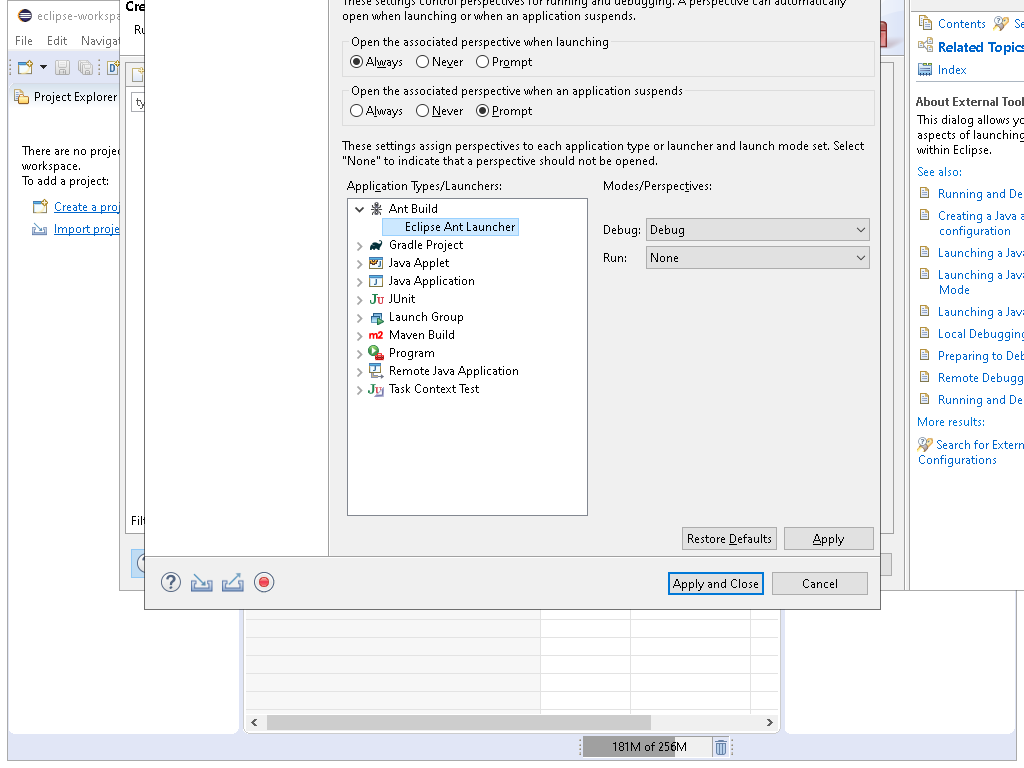 These settings control perspectives for running and debugging. A perspective can automatically
open when launching or when an application suspends.
Open the associated perspective when launching
Always
Never
Prompt
Open the associated perspective when an application suspends
Always
Never
Prompt
These settings assign perspectives to each application type or launcher and launch mode set. Select
"None" to indicate that a perspective should not be opened.
Application Types/Launchers:
Modes/Perspectives:
Ant Build
Eclipse Ant Launcher
Gradle Project
Java Applet
Java Application
JUnit
Launch Group
Maven Build
Program
Remote Java Application
Task Context Test
Debug:
Debug
Run:
None
Restore Defaults
Apply
Apply and Close
Cancel
eclipse-workspa
File
Edit
Navigat
Project Explorer
There are no projec
workspace.
To add a project:
Create a proj
Import proje
Cre
Ru
ty
Filt
Contents
Se
Related Topics
Index
About External Tool
This dialog allows yo
aspects of launching
within Eclipse.
See also:
Running and De
Creating a Java a
configuration
Launching a Java
Launching a Java
Mode
Launching a Java
Local Debugging
Preparing to Deb
Remote Debugg
Running and De
More results:
Search for Extern
Configurations
181M of 256M